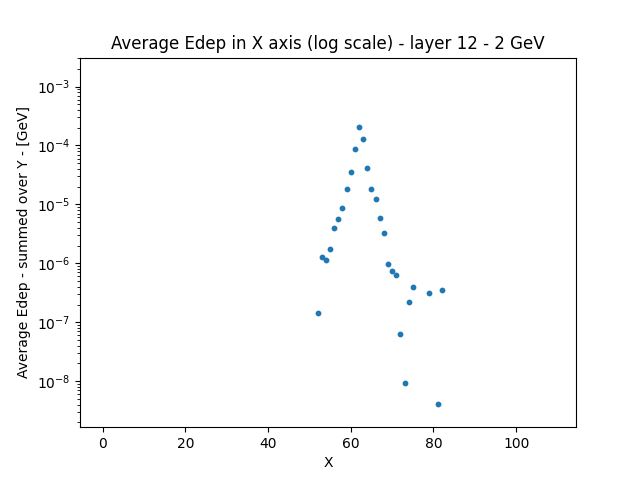 Average Edep in X axis (log scale) - layer 12 - 2 GeV
Average Edep - summed over Y - [GeV]
10⁻³
10⁻⁴
10⁻⁵
10⁻⁶
10⁻⁷
10⁻⁸
0 20 40 60 80 100
X